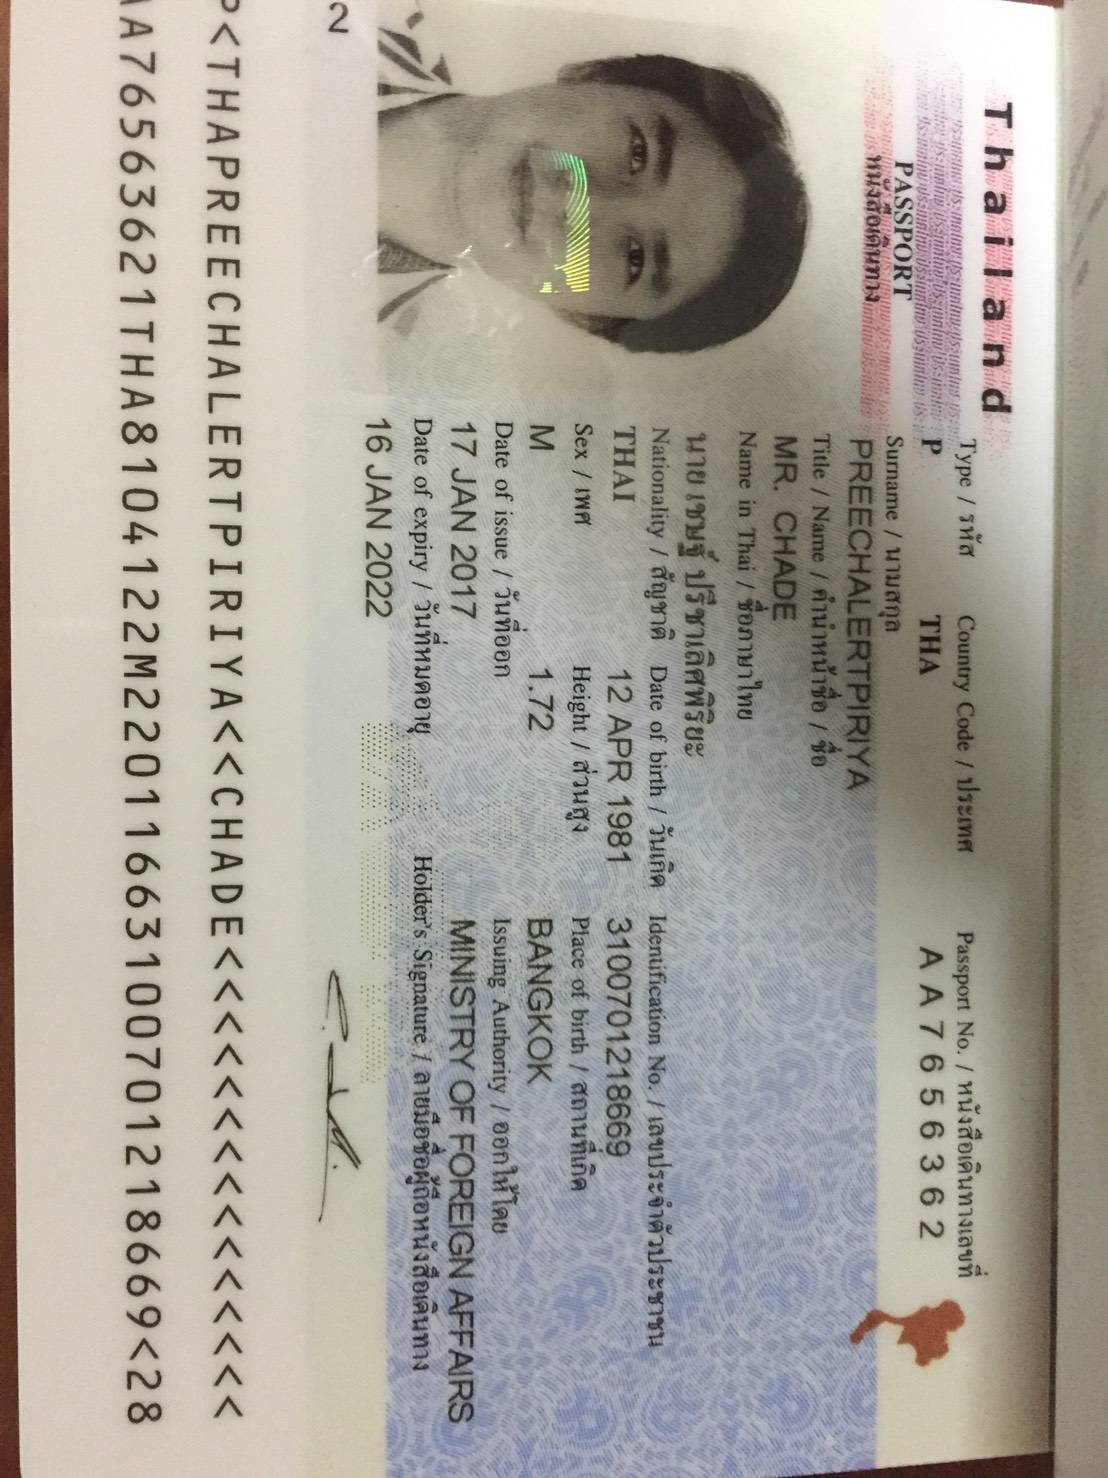 Thailand
PASSPORT
หนังสือเดินทาง
Type / รหัส Country Code / ประเทศ Passport No. / หนังสือเดินทางเลขที่
P THA AA7656362
Surname / นามสกุล
PREECHALERTPIRIYA
Title / Name / คำนำหน้าชื่อ / ชื่อ
MR. CHADE
Name in Thai / ชื่อภาษาไทย
นาย เชษฐ์ ปรีชาเลิศพิริยะ
Nationality / สัญชาติ Date of birth / วันเกิด Identification No. / เลขประจำตัวประชาชน
THAI 12 APR 1981 3100701218669
Sex / เพศ Height / ส่วนสูง Place of birth / สถานที่เกิด
M 1.72 BANGKOK
Date of issue / วันที่ออก Issuing Authority / ออกให้โดย
17 JAN 2017 MINISTRY OF FOREIGN AFFAIRS
Date of expiry / วันที่หมดอายุ Holder's Signature / ลายมือชื่อผู้ถือหนังสือเดินทาง
16 JAN 2022
2
P<THAPREECHALERTPIRIYA<<CHADE<<<<<<<<<<<<<<<
AA76563621THA8104122M22011663100701218669<28